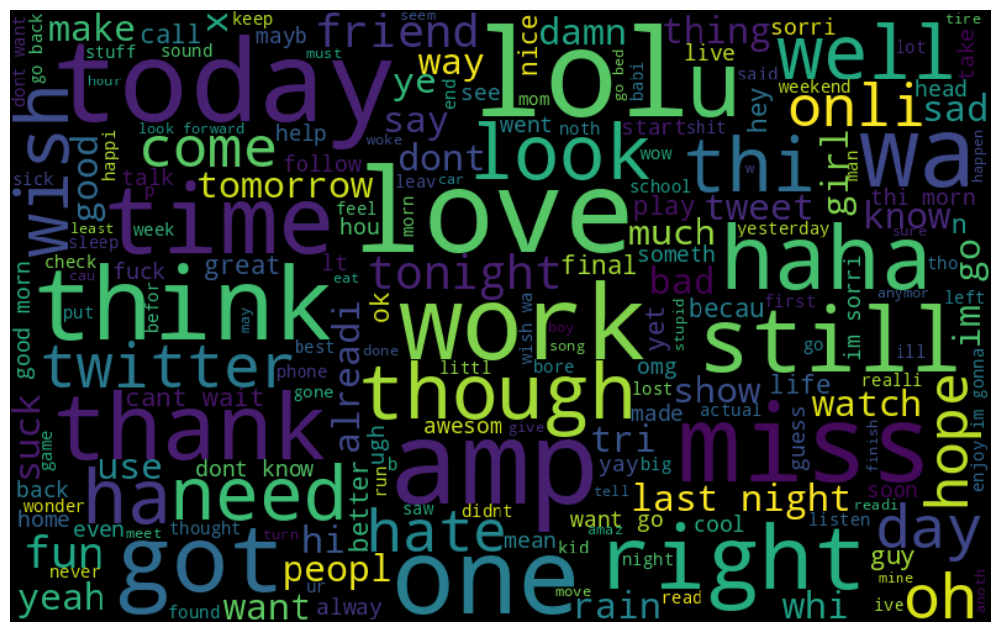 dont want
go back
make
keep
call
x
mayb
friend
damn
thing
sorri
seem
lot
take
tire
stuff
sound
must
today
lolu
nice
live
well
way
ye
see
end
mom
go bed
babi
said
weekend
head
hour
wish
happi
look forward
help
say
went
noth
start
shit
hey
onli
sad
good
come
woke
dont
look
wow
thi
w
man
girl
wa
happen
sick
talk
p
follow
leav
car
school
thi morn
least
tomorrow
feel
morn
love
play
tweet
know
n
sure
sleep
week
time
hou
much
yesterday
check
cau
fuck
great
lt
tonight
final
someth
haha
tho
go
good morn
put
befor
think
may
eat
ok
work
bad
becau
first
anymor
left
im
twitter
best
phone
done
boy
song
wish wa
yet
stupid
still
im sorri
go
ill
suck
game
cant wait
gone
alreadi
littl
bore
omg
lost
made
show
life
realli
thank
though
actual
watch
hope
enjoy
im gonna
use
dont know
ugh
awesom
give
tri
guess
miss
finish
back
ha
need
better
b
run
amp
yay
big
tell
soon
wonder
home
saw
didnt
last night
readi
even
meet
thought
hi
hate
mean
want go
ama2
cool
listen
day
fun
got
turn
kid
night
right
guy
never
peopl
ur
one
move
read
mine
oh
anoth
yeah
found
want
alway
rain
whi
ive